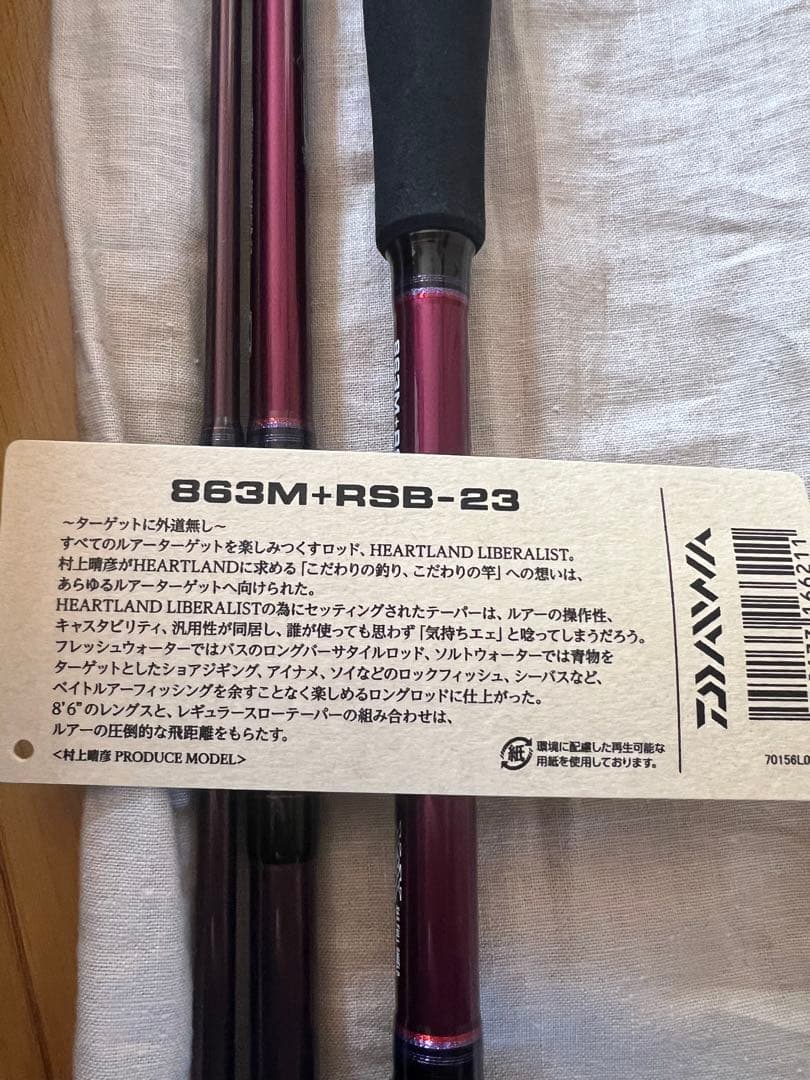 863M+RSB-23
～ターゲットに外道無し～
すべてのルアーターゲットを楽しみつくすロッド、HEARTLAND LIBERALIST。
村上晴彦がHEARTLANDに求める「こだわりの釣り、こだわりの竿」への想いは、
あらゆるルアーターゲットへ向けられた。
HEARTLAND LIBERALISTの為にセッティングされたテーパーは、ルアーの操作性、
キャスタビリティ、汎用性が同居し、誰が使っても思わず「気持ちエェ」と唸ってしまうだろう。
フレッシュウォーターではバスのロングバーサタイルロッド、ソルトウォーターでは青物を
ターゲットとしたショアジギング、アイナメ、ソイなどのロックフィッシュ、シーバスなど、
ベイトルアーフィッシングを余すことなく楽しめるロングロッドに仕上がった。
8'6"のレングスと、レギュラースローテーパーの組み合わせは、
ルアーの圧倒的な飛距離をもたらす。
<村上晴彦 PRODUCE MODEL>
紙
環境に配慮した再生可能な
用紙を使用しております。
DAIWA
70156L0